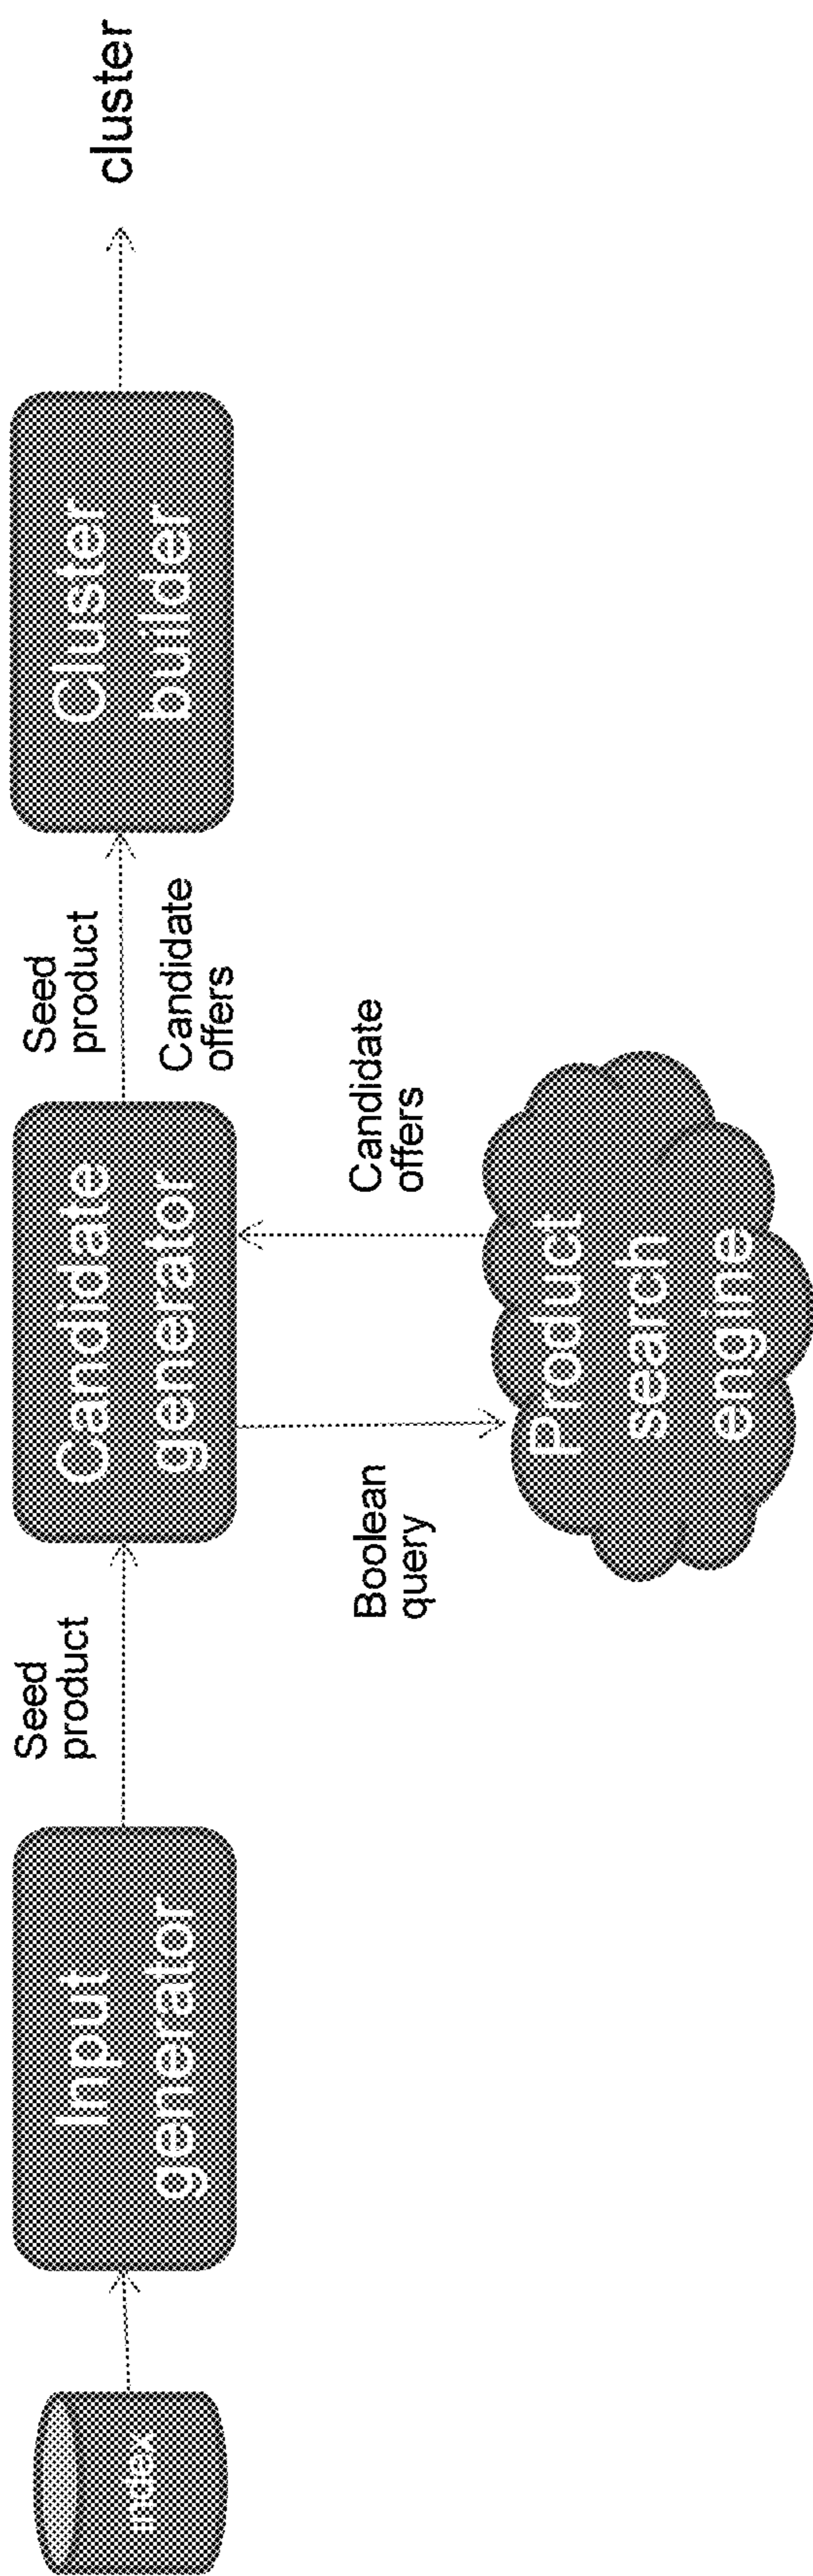 index
Input
generator
Seed
product
Candidate
generator
Boolean
query
Candidate
offers
Product
search
engine
Seed
product
Candidate
offers
Cluster
builder
cluster